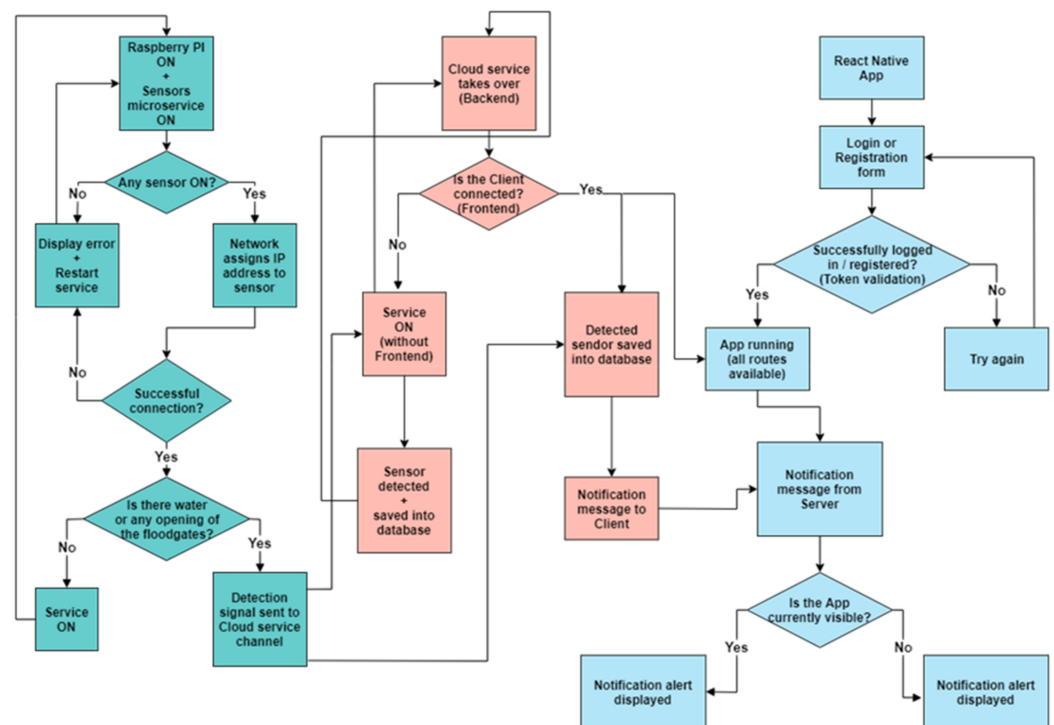 Raspberry PI
ON
+
Sensors
microservice
ON
Any sensor ON?
No
Yes
Display error
+
Restart
service
Network
assigns IP
address to
sensor
No
Successful
connection?
Yes
Is there water
or any opening of
the floodgates?
No
Yes
Service
ON
Detection
signal sent to
Cloud service
channel
Cloud service
takes over
(Backend)
Is the Client
connected?
(Frontend)
Yes
No
Service
ON
(without
Frontend)
Detected
sendor saved
into database
Sensor
detected
+
saved into
database
Notification
message to
Client
React Native
App
Login or
Registration
form
Successfully logged
in / registered?
(Token validation)
Yes
No
App running
(all routes
available)
Try again
Notification
message from
Server
Is the App
currently visible?
Yes
No
Notification alert
displayed
Notification alert
displayed